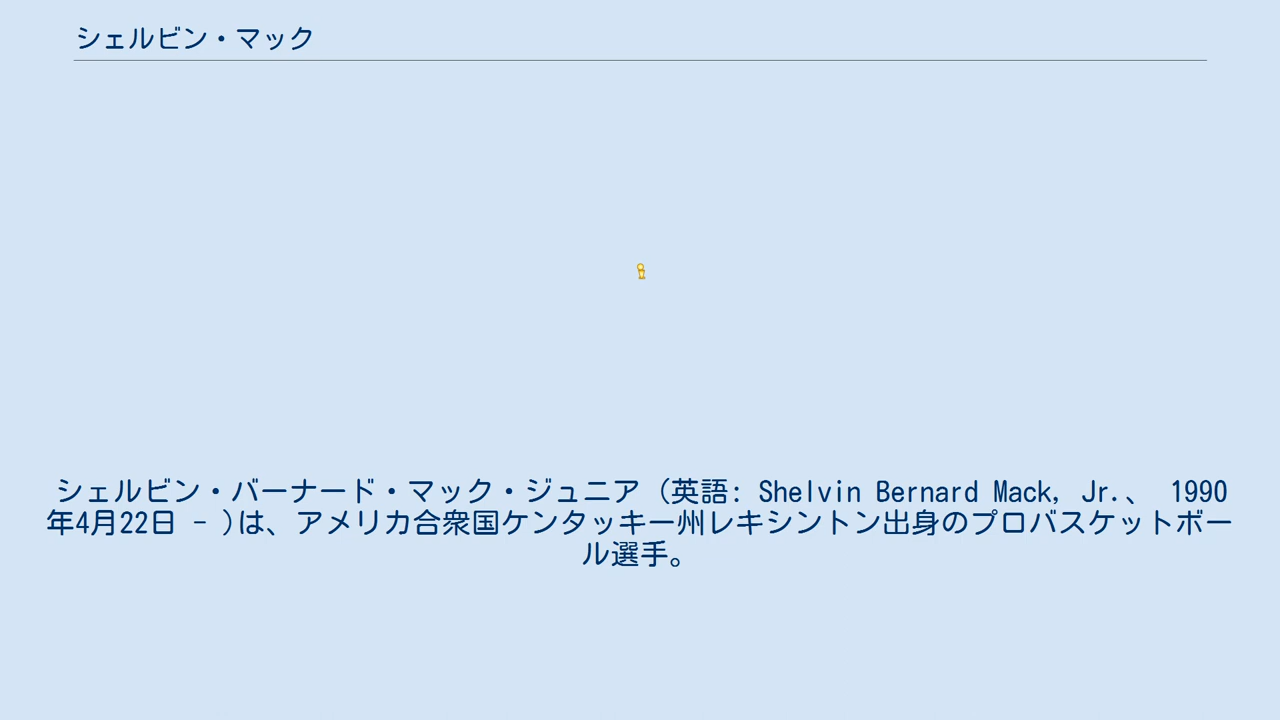 シェルビン・マック
シェルビン・バーナード・マック・ジュニア（英語: Shelvin Bernard Mack, Jr.、 1990
年4月22日 - )は、アメリカ合衆国ケンタッキー州レキシントン出身のプロバスケットボー
ル選手。